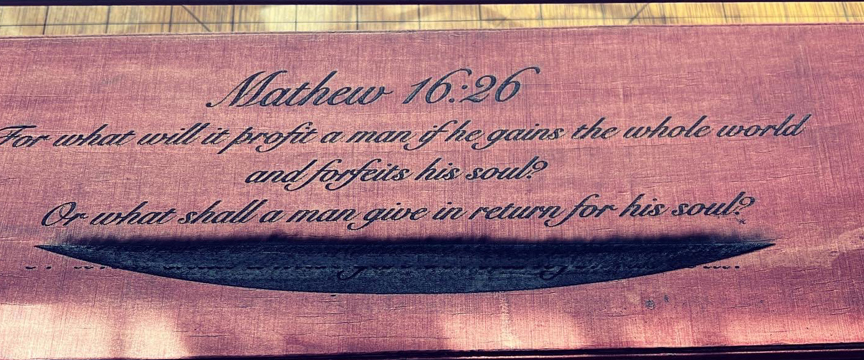 Mathew 16:26
For what will it profit a man if he gains the whole world
and forfeits his soul?
Or what shall a man give in return for his soul?